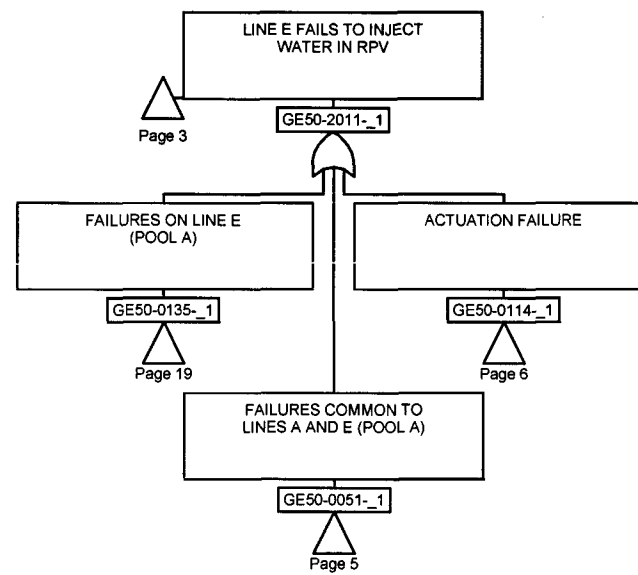 LINE E FAILS TO INJECT
WATER IN RPV
Page 3
GE50-2011-_1
FAILURES ON LINE E
(POOL A)
GE50-0135-_1
Page 19
ACTUATION FAILURE
GE50-0114-_1
Page 6
FAILURES COMMON TO
LINES A AND E (POOL A)
GE50-0051-_1
Page 5